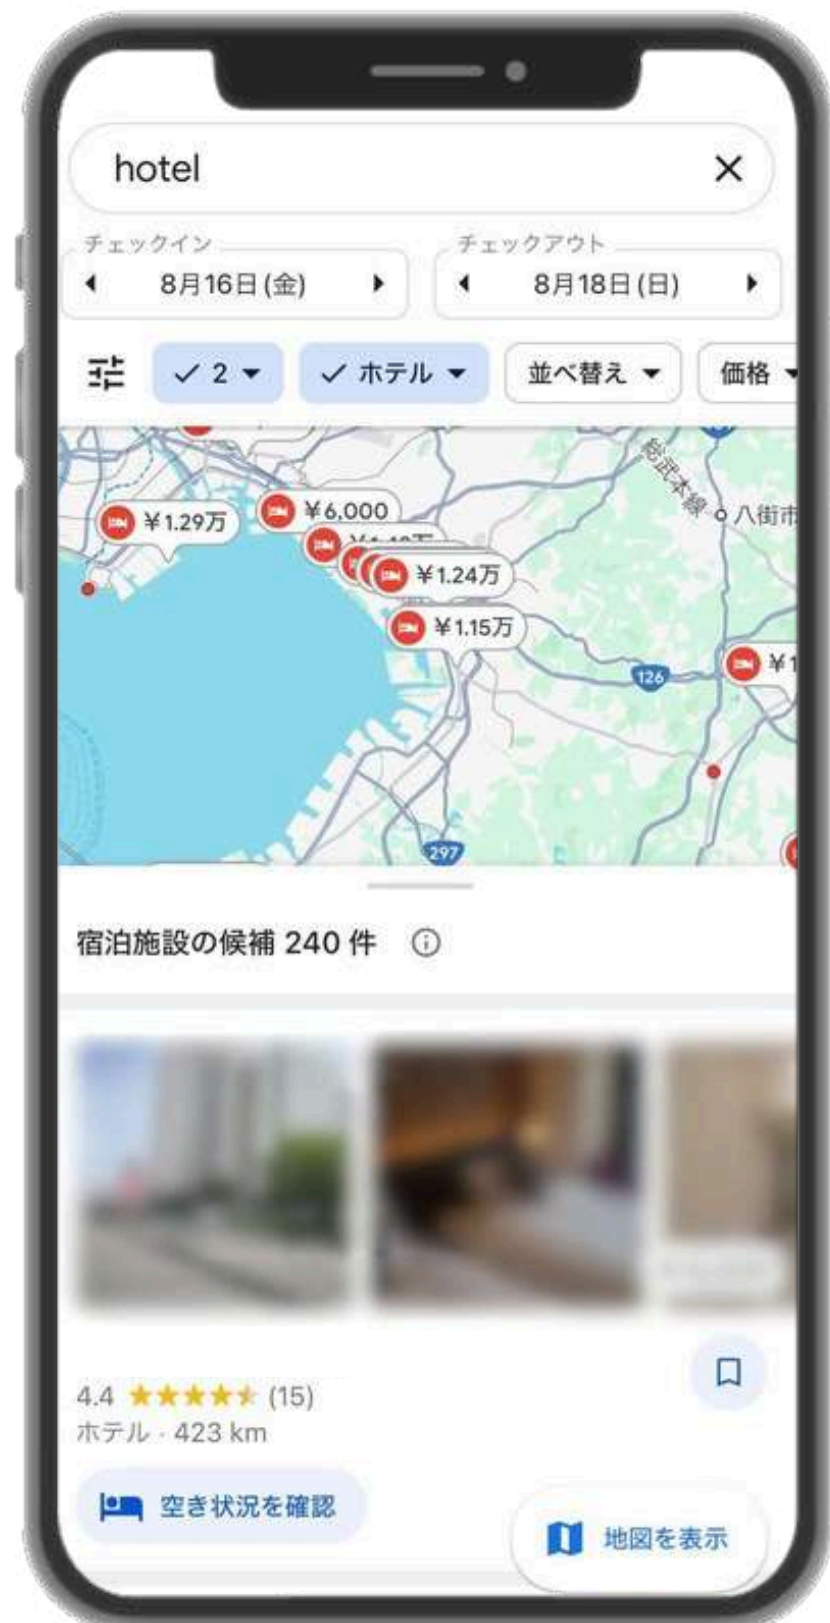 hotel
チェックイン
チェックアウト
8月16日(金)
8月18日(日)
2
ホテル
並べ替え
価格
総武本線
八街市
¥1.29万
¥6,000
¥1.24万
¥1.15万
126
¥1
297
宿泊施設の候補 240 件
4.4 (15)
ホテル · 423 km
空き状況を確認
地図を表示